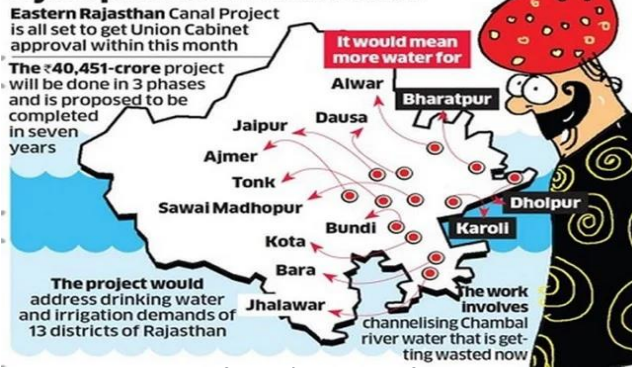 Eastern Rajasthan Canal Project
is all set to get Union Cabinet
approval within this month
The ₹40,451-crore project
will be done in 3 phases
and is proposed to be
completed
in seven
years
It would mean
more water for
Alwar
Bharatpur
Dausa
Jaipur
Ajmer
Tonk
Sawai Madhopur
Dholpur
Bundi
Karoli
Kota
Bara
Jhalawar
The project would
address drinking water
and irrigation demands of
13 districts of Rajasthan
The work
involves
channelising Chambal
river water that is get-
ting wasted now